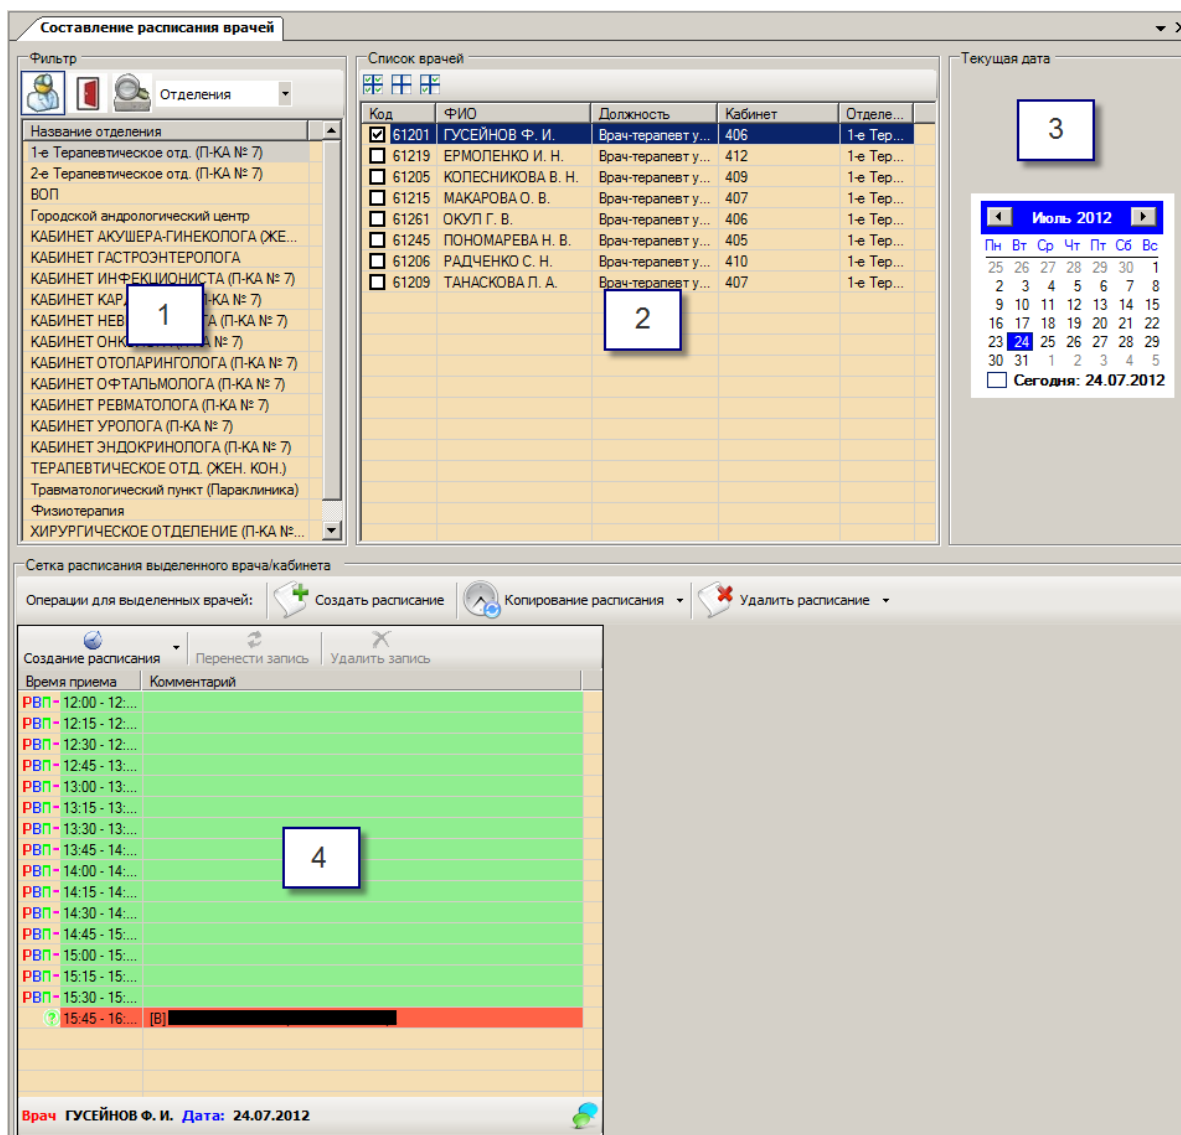 Составление расписания врачей
Фильтр
Отделения
Название отделения
1-е Терапевтическое отд. (П-КА № 7)
2-е Терапевтическое отд. (П-КА № 7)
ВОП
Городской андрологический центр
КАБИНЕТ АКУШЕРА-ГИНЕКОЛОГА (ЖЕ...
КАБИНЕТ ГАСТРОЭНТЕРОЛОГА
КАБИНЕТ ИНФЕКЦИОНИСТА (П-КА № 7)
КАБИНЕТ КАР -КА № 7)
КАБИНЕТ НЕВ А (П-КА № 7)
КАБИНЕТ ОНК № 7)
КАБИНЕТ ОТОЛАРИНГОЛОГА (П-КА № 7)
КАБИНЕТ ОФТАЛЬМОЛОГА (П-КА № 7)
КАБИНЕТ РЕВМАТОЛОГА (П-КА № 7)
КАБИНЕТ УРОЛОГА (П-КА № 7)
КАБИНЕТ ЭНДОКРИНОЛОГА (П-КА № 7)
ТЕРАПЕВТИЧЕСКОЕ ОТД. (ЖЕН. КОН.)
Травматологический пункт (Параклиника)
Физиотерапия
ХИРУРГИЧЕСКОЕ ОТДЕЛЕНИЕ (П-КА №...
1
Список врачей
Код ФИО Должность Кабинет Отделе...
61201 ГУСЕЙНОВ Ф. И. Врач-терапевт у... 406 1-е Тер...
61219 ЕРМОЛЕНКО И. Н. Врач-терапевт у... 412 1-е Тер...
61205 КОЛЕСНИКОВА В. Н. Врач-терапевт у... 409 1-е Тер...
61215 МАКАРОВА О. В. Врач-терапевт у... 407 1-е Тер...
61261 ОКУЛ Г. В. Врач-терапевт у... 406 1-е Тер...
61245 ПОНОМАРЕВА Н. В. Врач-терапевт у... 405 1-е Тер...
61206 РАДЧЕНКО С. Н. Врач-терапевт у... 410 1-е Тер...
61209 ТАНАСКОВА Л. А. Врач-терапевт у... 407 1-е Тер...
2
Текущая дата
3
Июль 2012
Пн Вт Ср Чт Пт Сб Вс
25 26 27 28 29 30 1
2 3 4 5 6 7 8
9 10 11 12 13 14 15
16 17 18 19 20 21 22
23 24 25 26 27 28 29
30 31 1 2 3 4 5
Сегодня: 24.07.2012
Сетка расписания выделенного врача/кабинета
Операции для выделенных врачей: Создать расписание Копирование расписания Удалить расписание
Создание расписания Перенести запись Удалить запись
Время приема Комментарий
РВП- 12:00 - 12:...
РВП- 12:15 - 12:...
РВП- 12:30 - 12:...
РВП- 12:45 - 13:...
РВП- 13:00 - 13:...
РВП- 13:15 - 13:...
РВП- 13:30 - 13:...
РВП- 13:45 - 14:...
РВП- 14:00 - 14:...
РВП- 14:15 - 14:...
РВП- 14:30 - 14:...
РВП- 14:45 - 15:...
РВП- 15:00 - 15:...
РВП- 15:15 - 15:...
РВП- 15:30 - 15:...
? 15:45 - 16:... [В]
4
Врач ГУСЕЙНОВ Ф. И. Дата: 24.07.2012